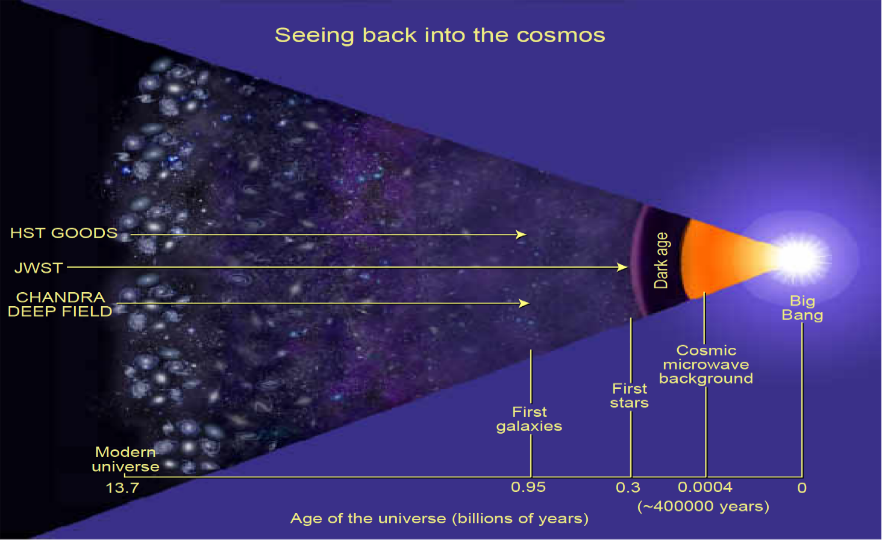 Seeing back into the cosmos
HST GOODS
Dark age
JWST
CHANDRA
DEEP FIELD
Big
Bang
Cosmic
microwave
background
First
stars
First
galaxies
Modern
universe
13.7
0.95
0.3
0.0004
0
(~400000 years)
Age of the universe (billions of years)